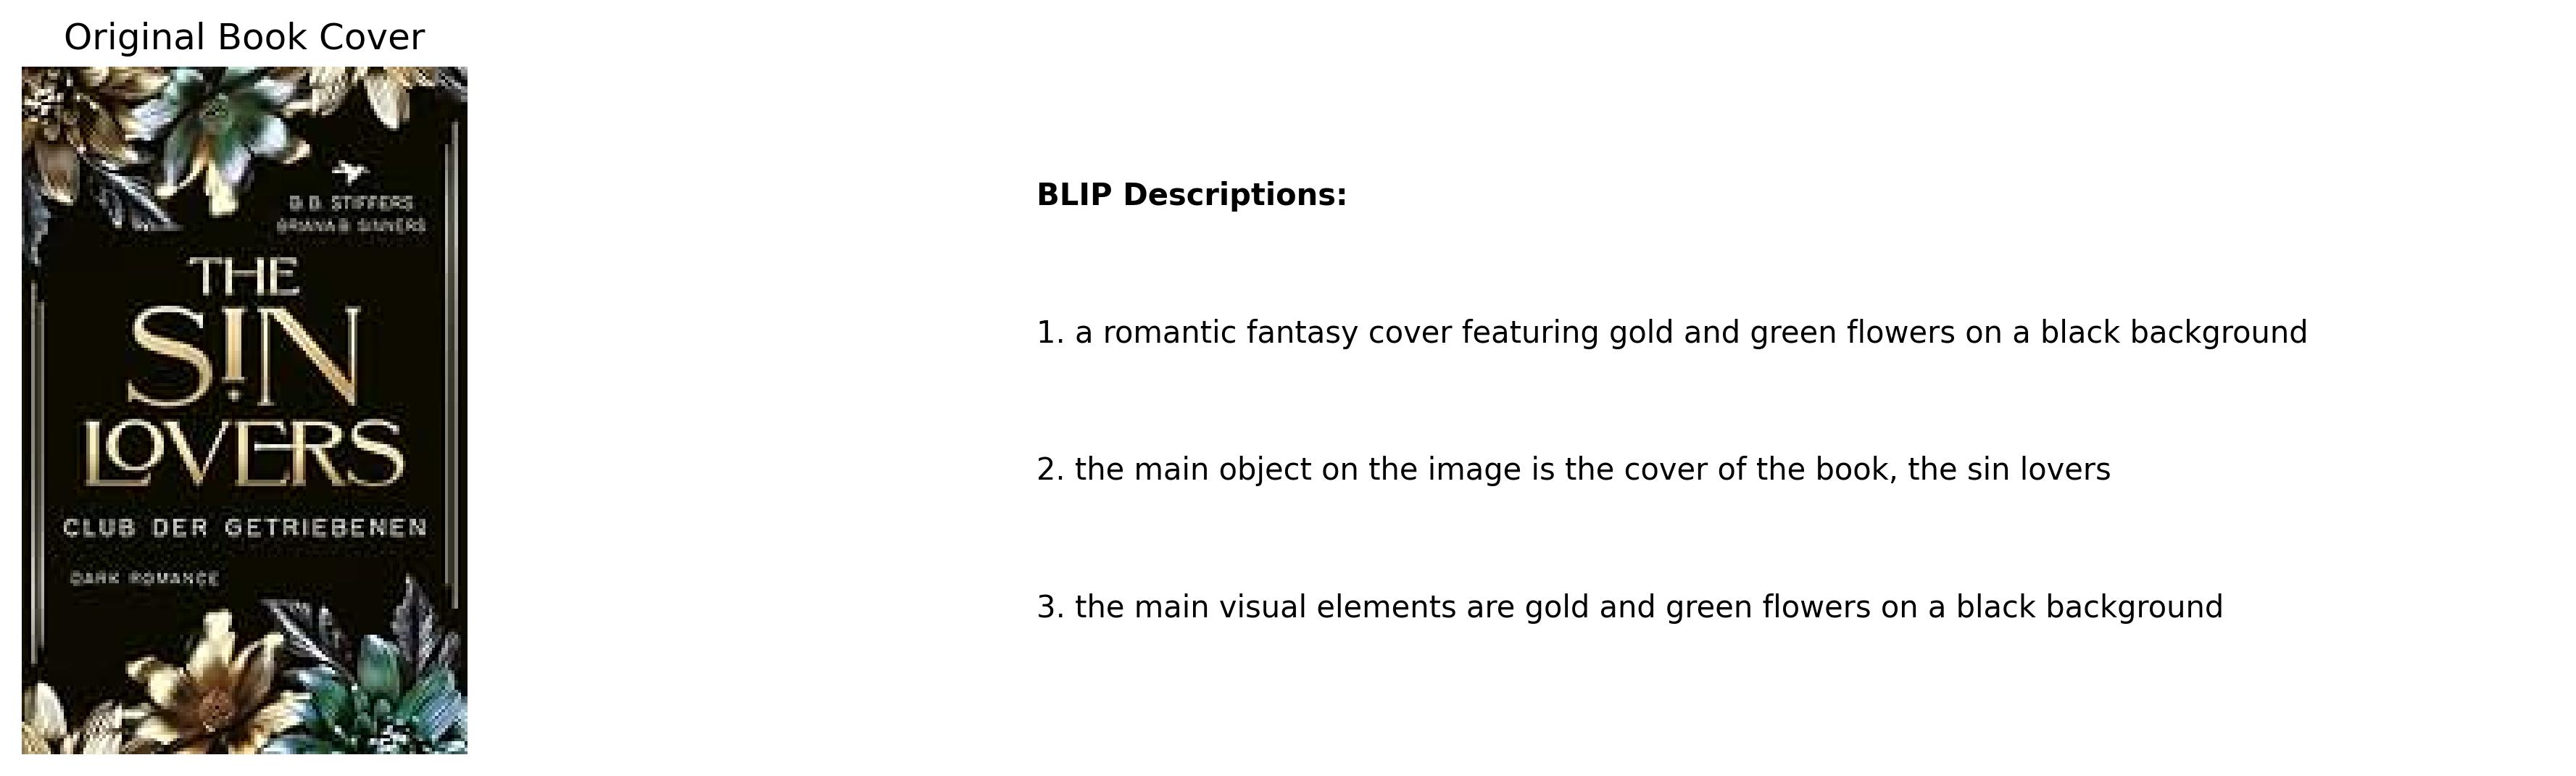 Original Book Cover
B.B. STIFFERS
BRIANA B. SINNERS
THE
SIN
LOVERS
CLUB DER GETRIEBENEN
DARK ROMANCE
BLIP Descriptions:
1. a romantic fantasy cover featuring gold and green flowers on a black background
2. the main object on the image is the cover of the book, the sin lovers
3. the main visual elements are gold and green flowers on a black background